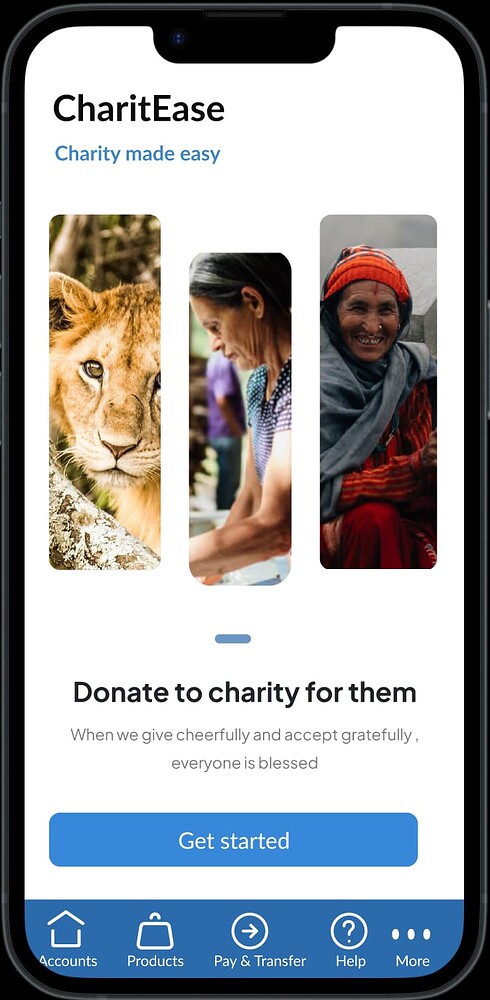 CharitEase
Charity made easy
Donate to charity for them
When we give cheerfully and accept gratefully ,
everyone is blessed
Get started
Accounts
Products
Pay & Transfer
Help
More